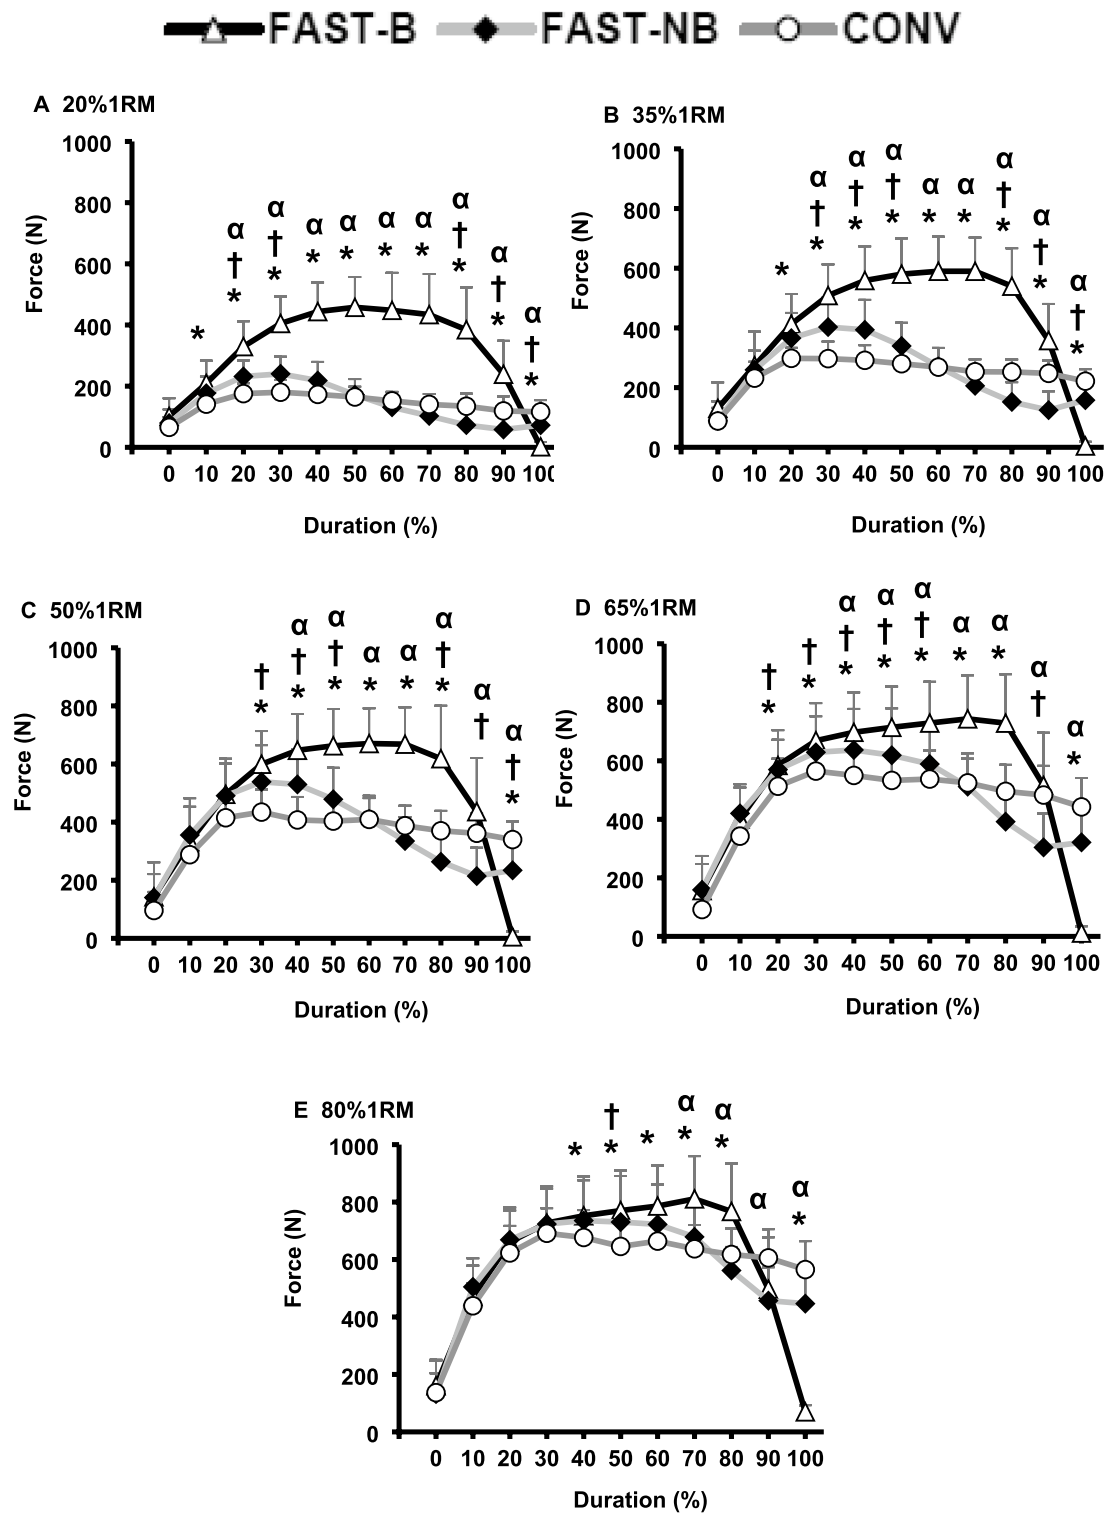 FAST-B FAST-NB CONV
A 20%1RM
1000
800
600
400
200
0
Force (N)
α α α α α α α α α
† † † † †
* * * * * * * * * *
0 10 20 30 40 50 60 70 80 90 100
Duration (%)
B 35%1RM
1000
800
600
400
200
0
Force (N)
α α α α α α α α
† † † † † †
* * * * * * * * *
0 10 20 30 40 50 60 70 80 90 100
Duration (%)
C 50%1RM
1000
800
600
400
200
0
Force (N)
α α α α α α α
† † † † † †
* * * * * * *
0 10 20 30 40 50 60 70 80 90 100
Duration (%)
D 65%1RM
1000
800
600
400
200
0
Force (N)
α α α α α α α
† † † † † †
* * * * * * * *
0 10 20 30 40 50 60 70 80 90 100
Duration (%)
E 80%1RM
1000
800
600
400
200
0
Force (N)
α α α α
†
* * * * * *
0 10 20 30 40 50 60 70 80 90 100
Duration (%)